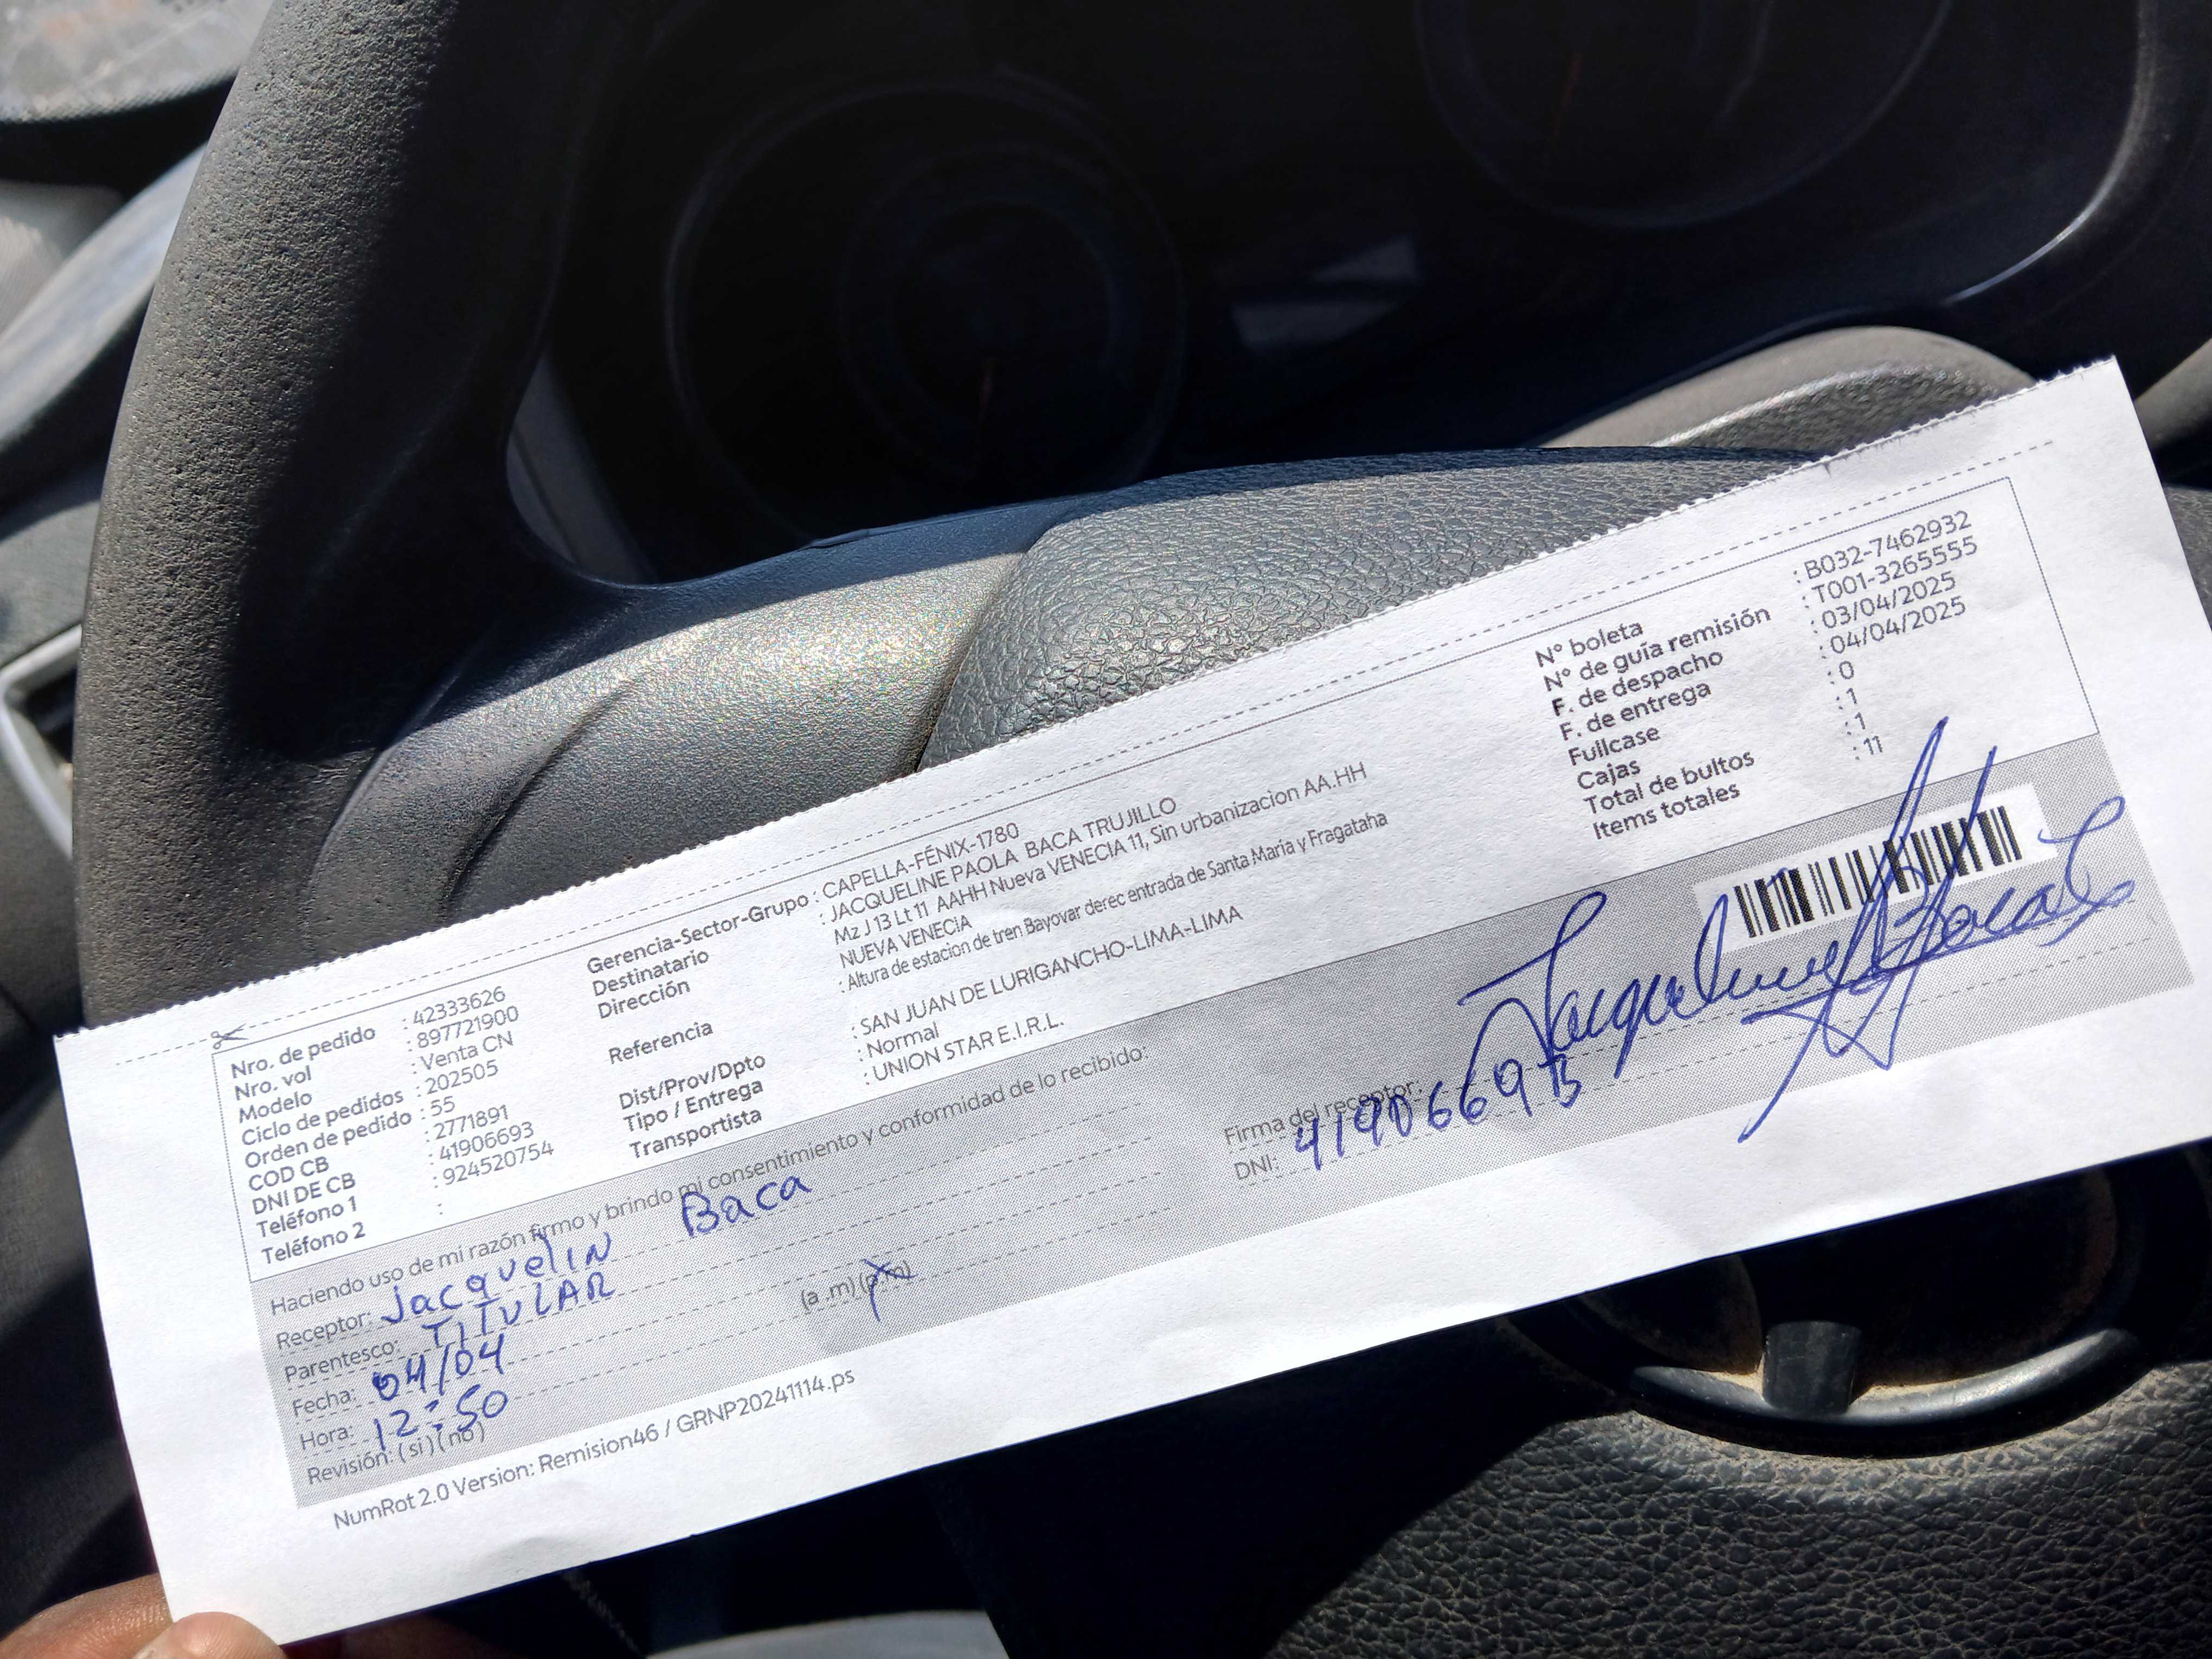 Nro. de pedido : 42333626
Nro. vol : 897721900
Modelo : Venta CN
Ciclo de pedidos : 202505
Orden de pedido : 55
COD CB : 2771891
DNI DE CB : 41906693
Teléfono 1 : 924520754
Teléfono 2 :
Gerencia-Sector-Grupo : CAPELLA-FÉNIX-1780
Destinatario : JACQUELINE PAOLA BACA TRUJILLO
Dirección : Mz J 13 Lt 11 AAHH Nueva VENECIA 11, Sin urbanizacion AA.HH
NUEVA VENECIA
Referencia : Altura de estacion de tren Bayovar derec entrada de Santa Maria y Fragataha
Dist/Prov/Dpto : SAN JUAN DE LURIGANCHO-LIMA-LIMA
Tipo / Entrega : Normal
Transportista : UNION STAR E.I.R.L.
N° boleta : B032-7462932
N° de guía remisión : T001-3265555
F. de despacho : 03/04/2025
F. de entrega : 04/04/2025
Fullcase : 0
Cajas : 1
Total de bultos : 1
Items totales : 11
Haciendo uso de mi razón firmo y brindo mi consentimiento y conformidad de lo recibido:
Receptor: Jacquelin Baca
Parentesco: TITULAR
Fecha: 04/04
Hora: 12:50 (a .m) (p.m)
Revisión: (si) (no)
Firma del receptor:
DNI: 41906693
NumRot 2.0 Version: Remision46 / GRNP20241114.ps